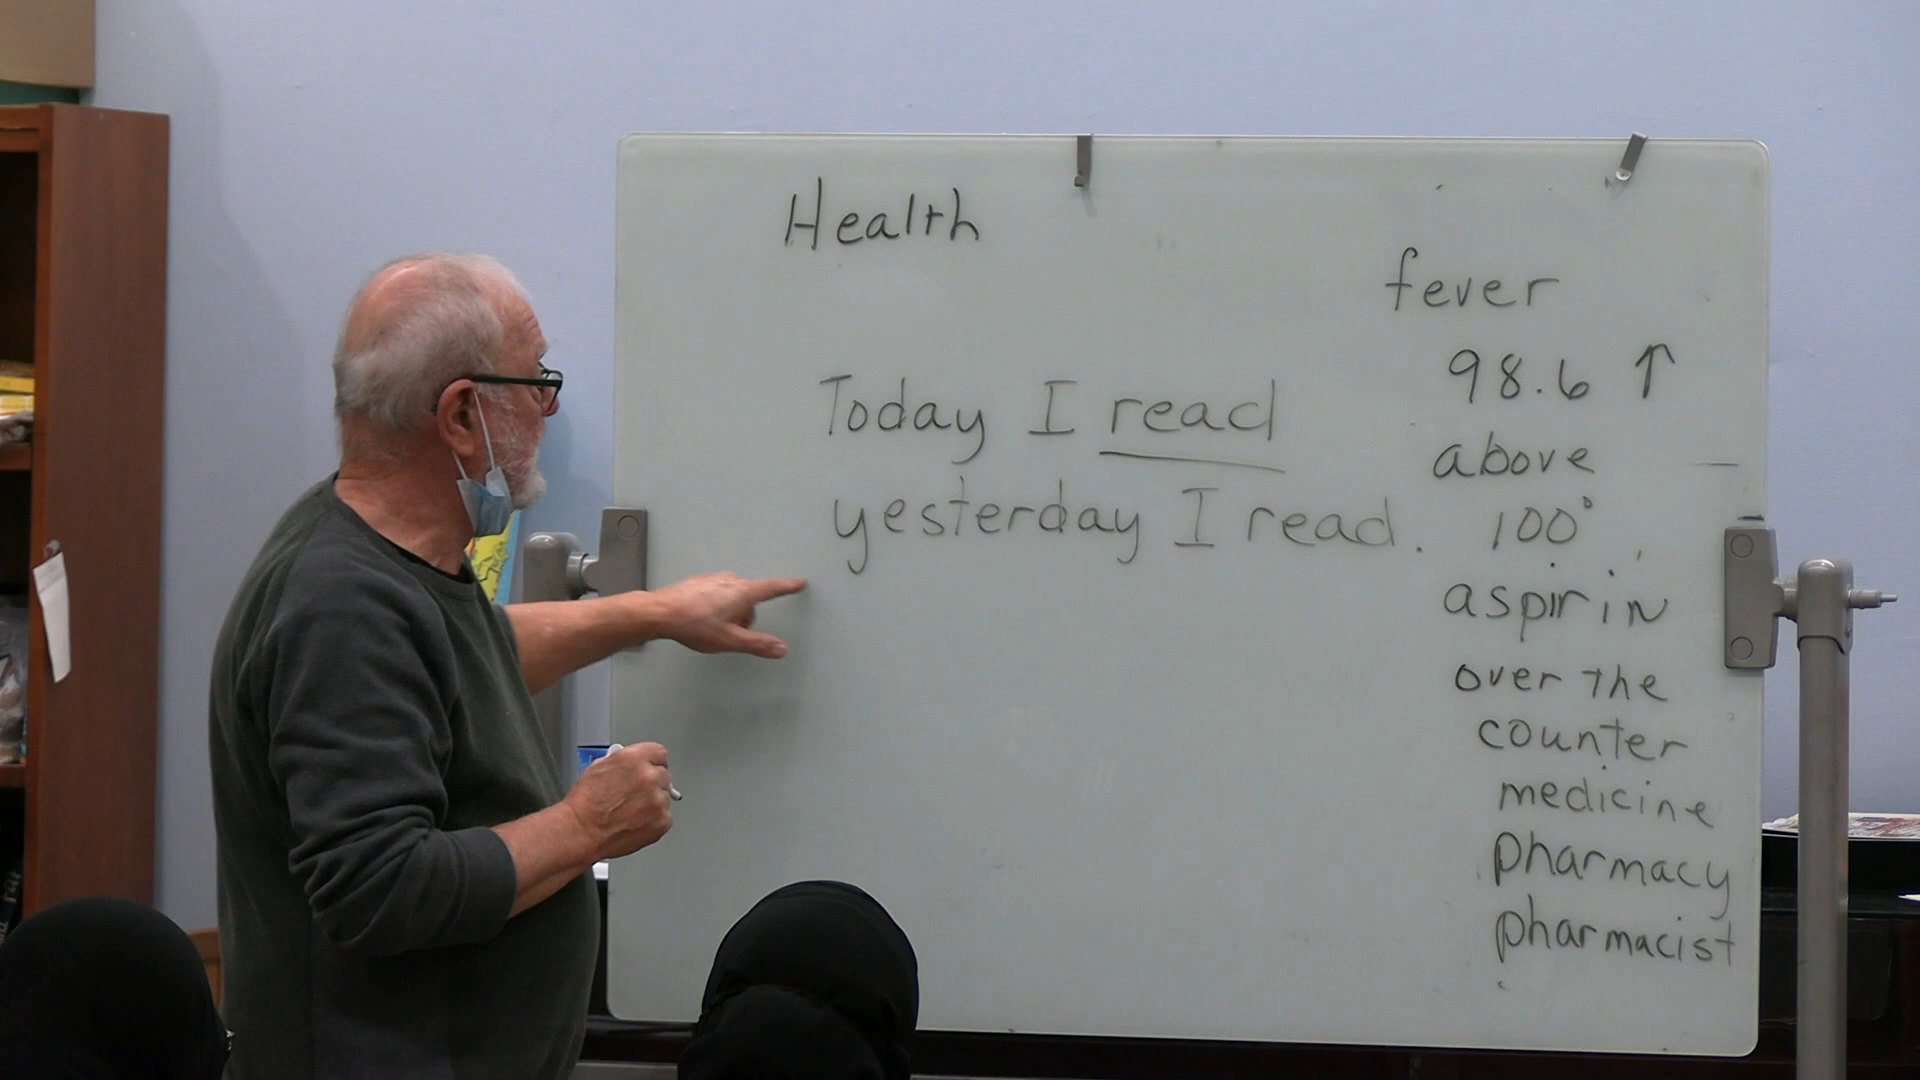 Health
Today I read
yesterday I read.
fever
98.6 ↑
above
100°
aspirin
over the
counter
medicine
pharmacy
pharmacist